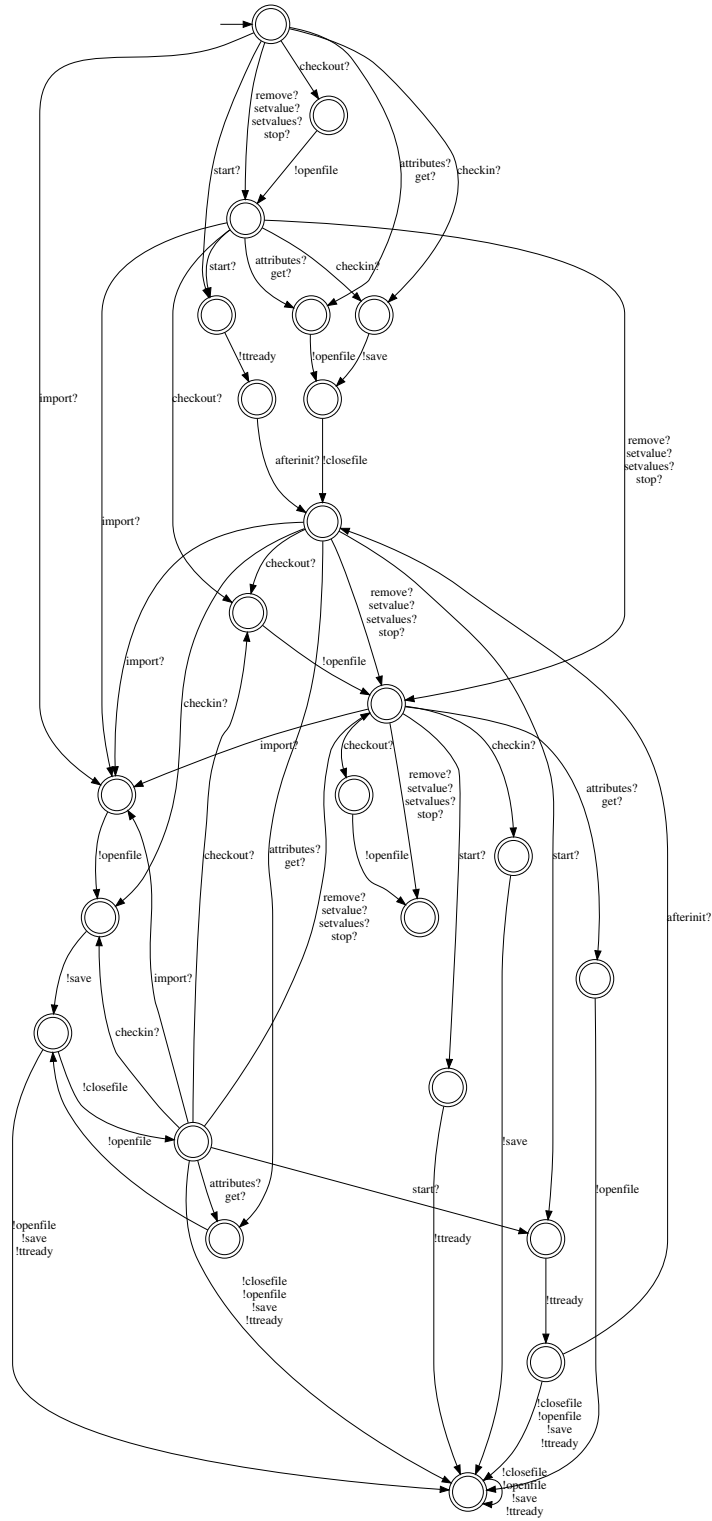 checkout?
remove?
setvalue?
setvalues?
stop?
start?
!openfile
attributes?
get?
checkin?
start?
attributes?
get?
checkin?
!ttready
!openfile
!save
import?
checkout?
remove?
setvalue?
setvalues?
stop?
afterinit?
!closefile
import?
checkout?
remove?
setvalue?
setvalues?
stop?
import?
!openfile
checkin?
import?
checkout?
checkin?
remove?
setvalue?
setvalues?
stop?
attributes?
get?
!openfile
checkout?
attributes?
get?
!openfile
start?
start?
remove?
setvalue?
setvalues?
stop?
afterinit?
!save
import?
checkin?
!closefile
!openfile
!save
attributes?
get?
start?
!openfile
!openfile
!save
!ttready
!ttready
!closefile
!openfile
!save
!ttready
!ttready
!closefile
!openfile
!save
!ttready
!closefile
!openfile
!save
!ttready